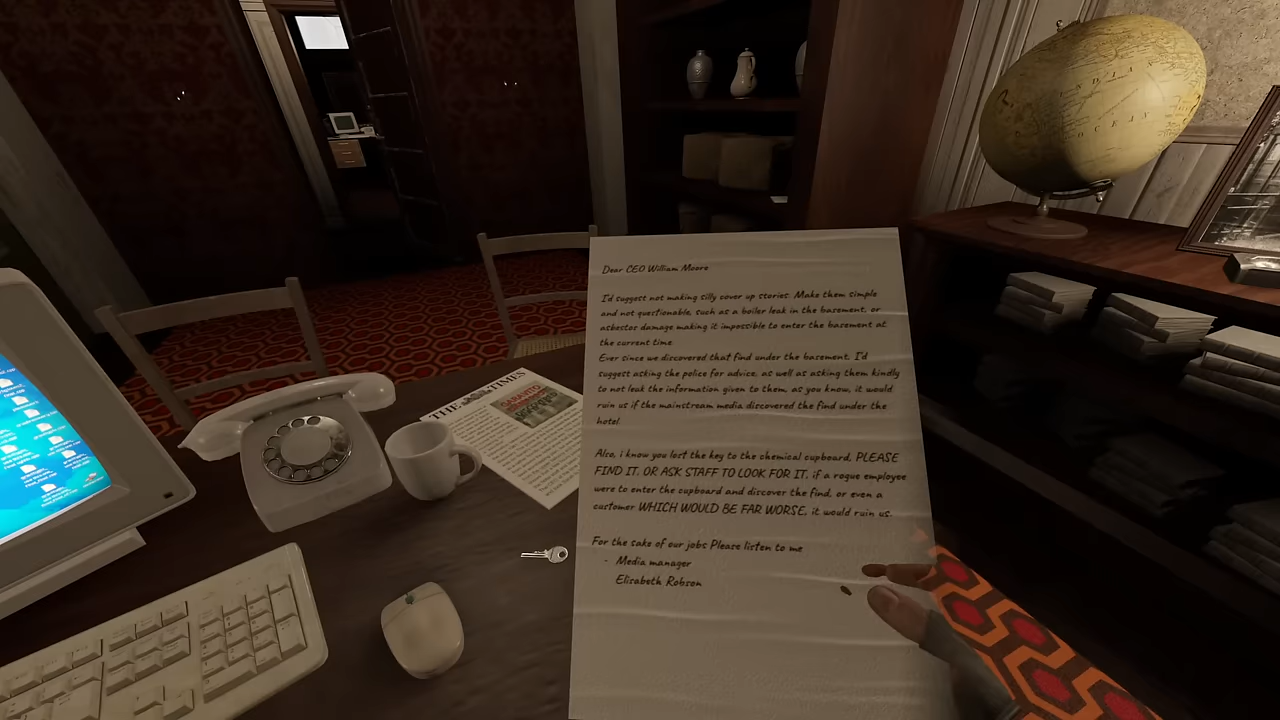 INDIAN
OCEAN
THE TIMES
Dear CEO William Moore
I'd suggest not making silly cover up stories. Make them simple
and not questionable, such as a boiler leak in the basement, or
asbestos damage making it impossible to enter the basement at
the current time
Ever since we discovered that find under the basement. I'd
suggest asking the police for advice, as well as asking them kindly
to not leak the information given to them, as you know, it would
ruin us if the mainstream media discovered the find under the
hotel.
Also, i know you lost the key to the chemical cupboard, PLEASE
FIND IT, OR ASK STAFF TO LOOK FOR IT, if a rogue employee
were to enter the cupboard and discover the find, or even a
customer WHICH WOULD BE FAR WORSE, it would ruin us.
For the sake of our jobs Please listen to me
- Media manager
Elisabeth Robson